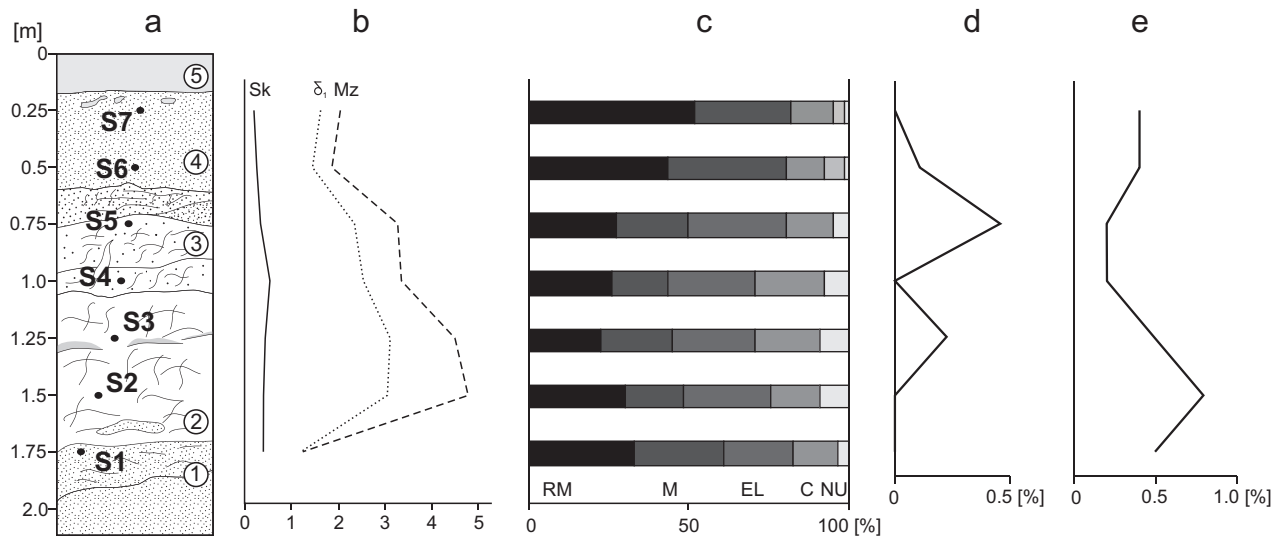 a b c d e
[m]
0
0.25
0.5
0.75
1.0
1.25
1.5
1.75
2.0
⑤
S7
S6 ④
S5
③
S4
S3
S2
②
S1
①
Sk δ₁ Mz
0 1 2 3 4 5
RM M EL C NU
0 50 100 [%]
0 0.5 [%]
0 0.5 1.0 [%]